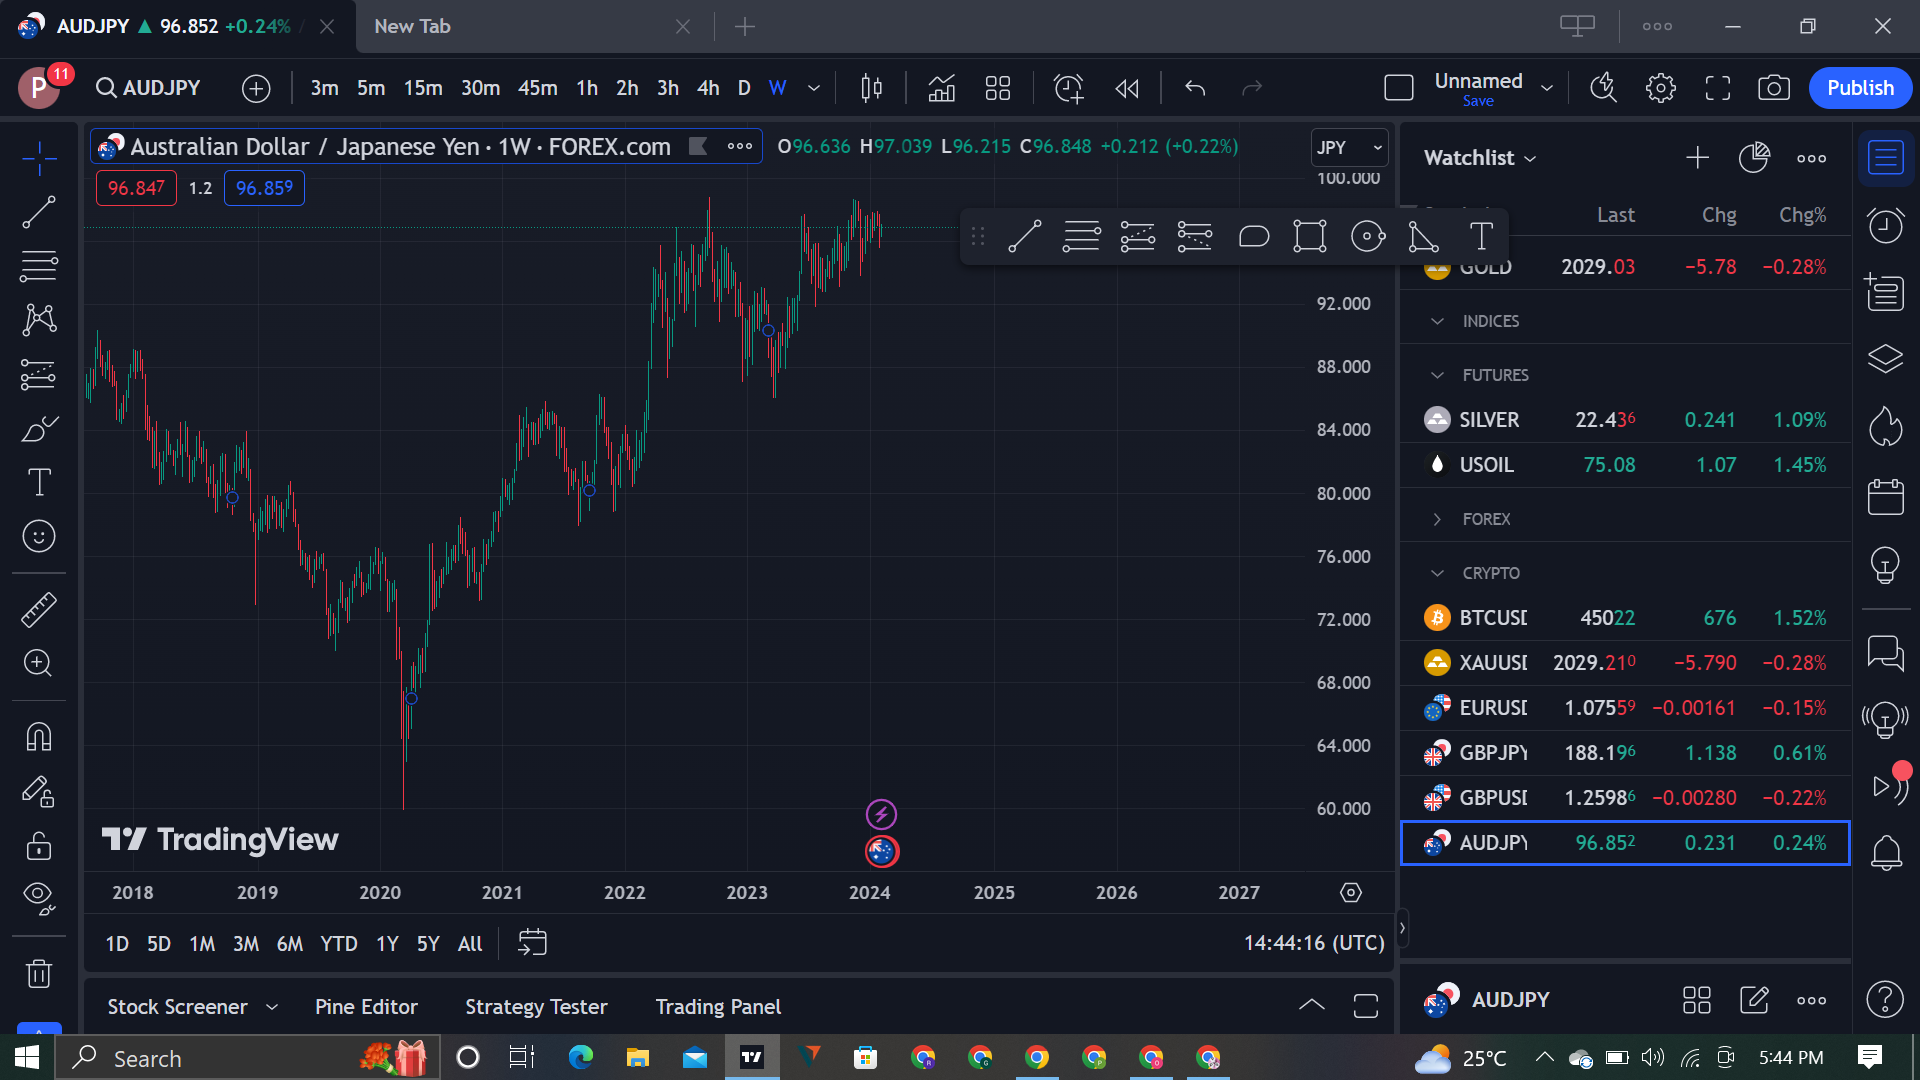 AUDJPY ▲ 96.852 +0.24%
New Tab
P 11 AUDJPY 3m 5m 15m 30m 45m 1h 2h 3h 4h D W Unnamed Save Publish
Australian Dollar / Japanese Yen · 1W · FOREX.com O96.636 H97.039 L96.215 C96.848 +0.212 (+0.22%) JPY
96.847 1.2 96.859
100.000
92.000
88.000
84.000
80.000
76.000
72.000
68.000
64.000
60.000
TradingView
2018 2019 2020 2021 2022 2023 2024 2025 2026 2027
1D 5D 1M 3M 6M YTD 1Y 5Y All 14:44:16 (UTC)
Stock Screener Pine Editor Strategy Tester Trading Panel
Watchlist
Last Chg Chg%
GOLD 2029.03 −5.78 −0.28%
INDICES
FUTURES
SILVER 22.436 0.241 1.09%
USOIL 75.08 1.07 1.45%
FOREX
CRYPTO
BTCUSD 45022 676 1.52%
XAUUSD 2029.210 −5.790 −0.28%
EURUSD 1.07559 −0.00161 −0.15%
GBPJPY 188.196 1.138 0.61%
GBPUSD 1.25986 −0.00280 −0.22%
AUDJPY 96.852 0.231 0.24%
AUDJPY
Search
25°C 5:44 PM